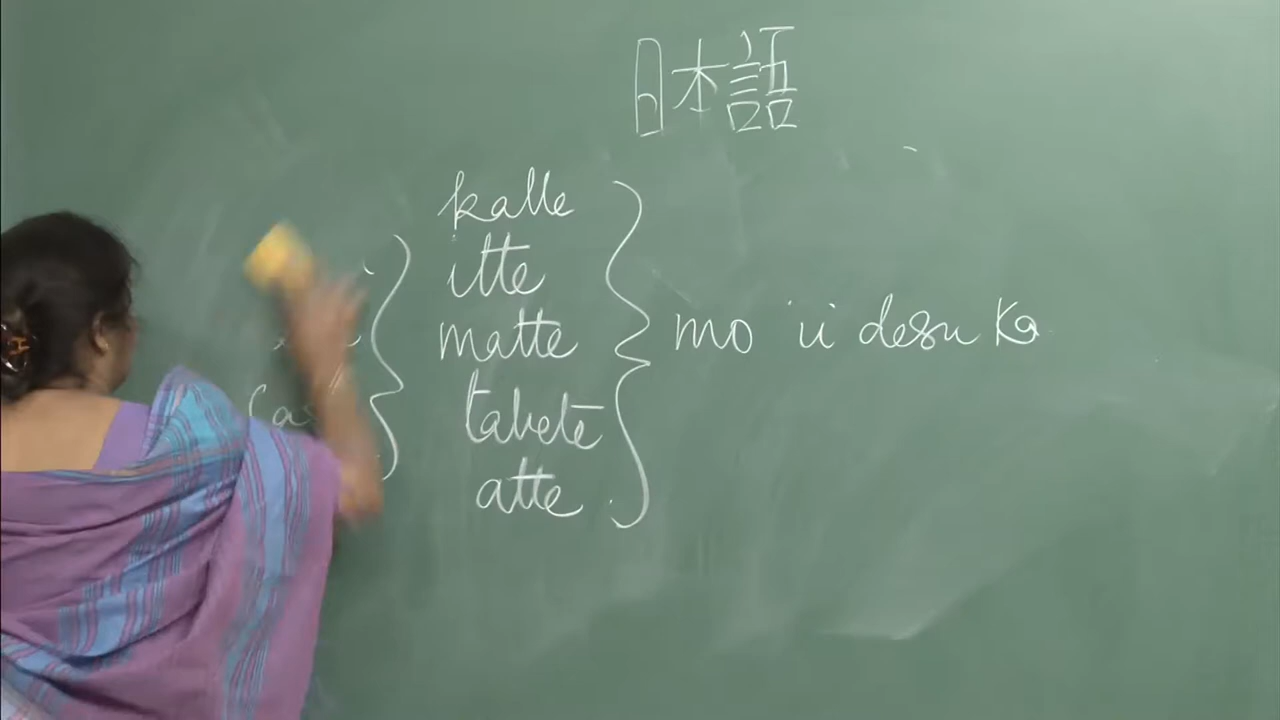 日本語
kalle
itte
matte mo ii desu Ka
tabete
atte